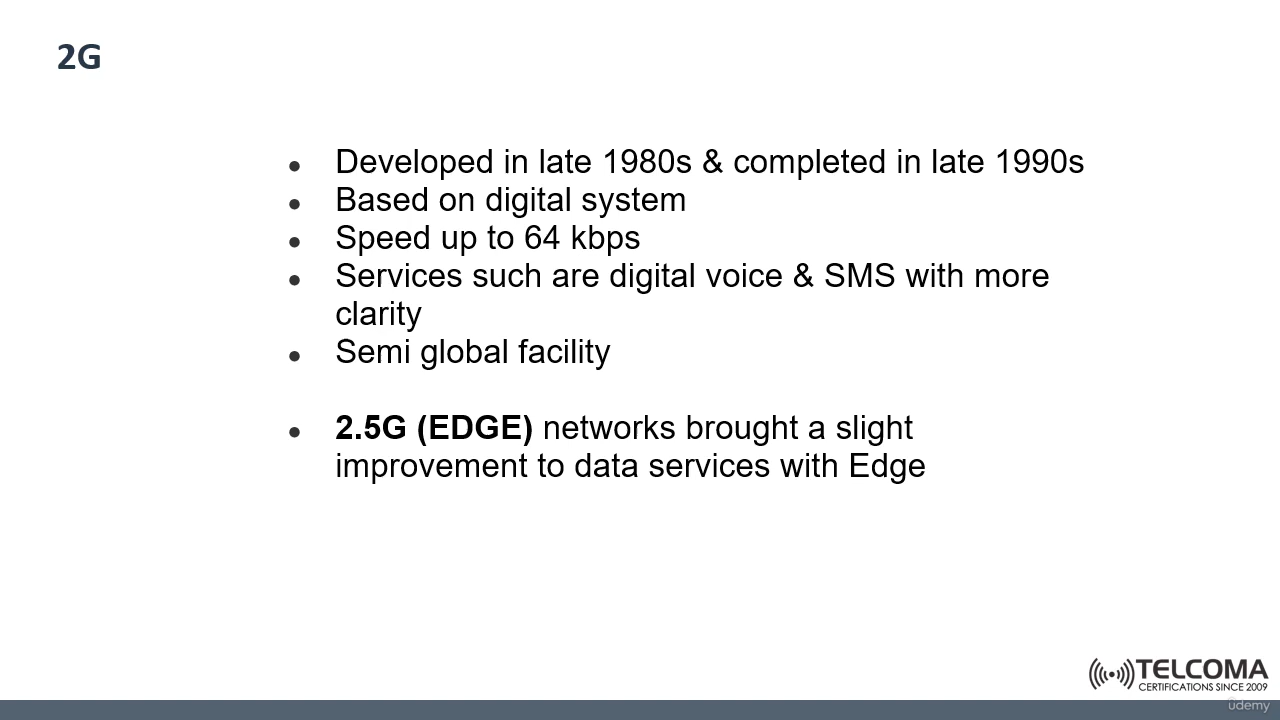 2G
● Developed in late 1980s & completed in late 1990s
● Based on digital system
● Speed up to 64 kbps
● Services such are digital voice & SMS with more
clarity
● Semi global facility
● 2.5G (EDGE) networks brought a slight
improvement to data services with Edge
TELCOMA
CERTIFICATIONS SINCE 2009
udemy